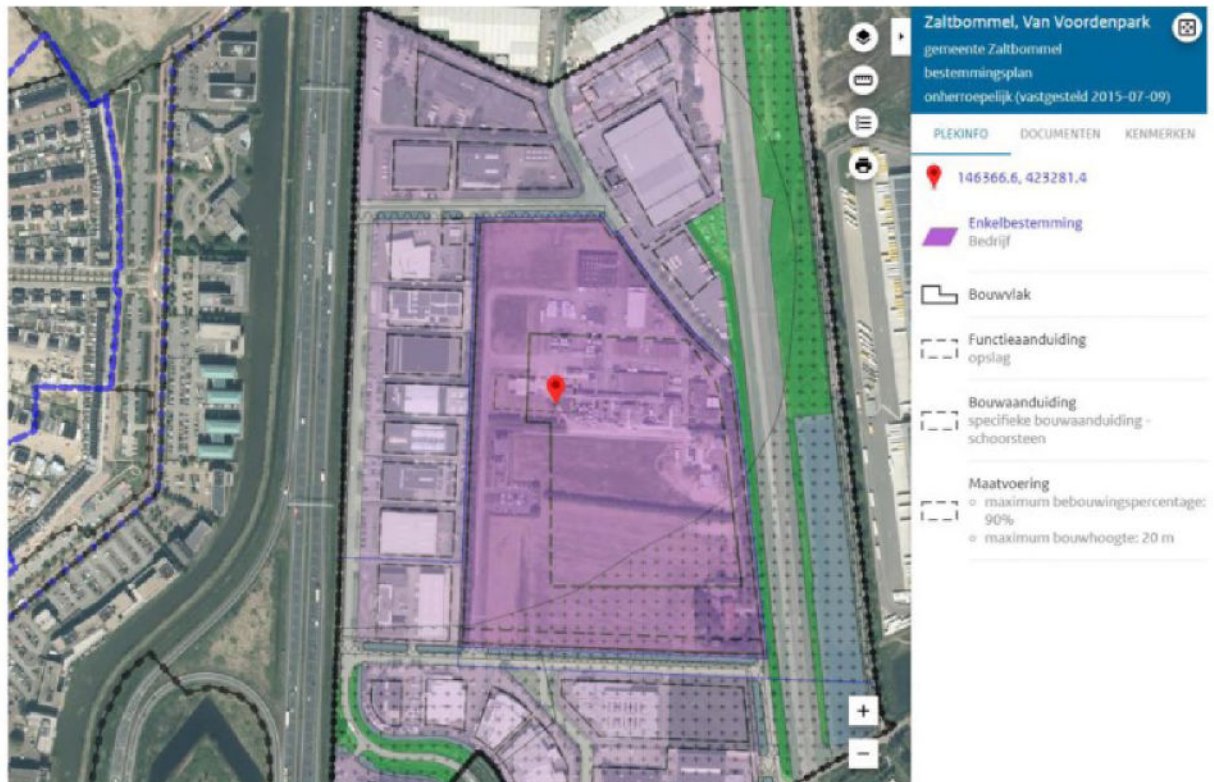 Zaltbommel, Van Voordenpark
gemeente Zaltbommel
bestemmingsplan
onherroepelijk (vastgesteld 2015-07-09)
PLEKINFO DOCUMENTEN KENMERKEN
146366.6, 423281.4
Enkelbestemming
Bedrijf
Bouwvlak
Functieaanduiding
opslag
Bouwaanduiding
specifieke bouwaanduiding -
schoorsteen
Maatvoering
maximum bebouwingspercentage:
90%
maximum bouwhoogte: 20 m